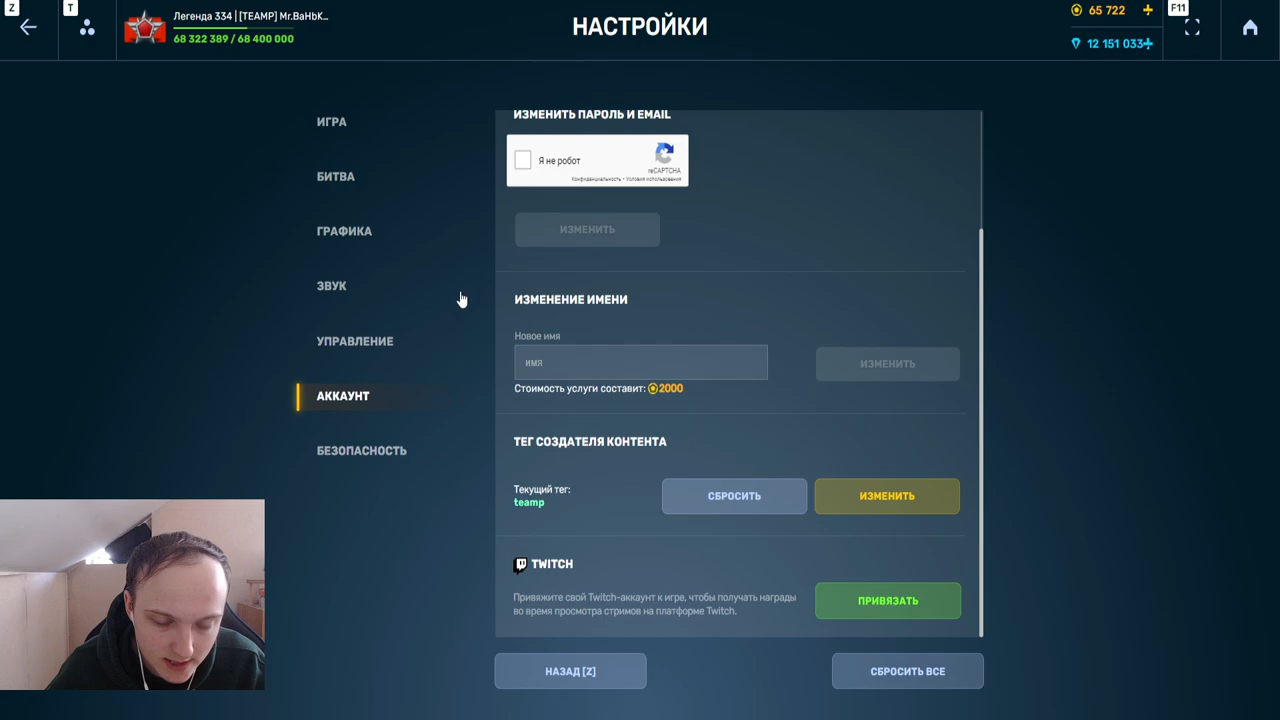 Z
T
Легенда 334 | [TEAMP] Mr.BaHbK...
68 322 389 / 68 400 000
НАСТРОЙКИ
65 722
12 151 033
F11
ИГРА
БИТВА
ГРАФИКА
ЗВУК
УПРАВЛЕНИЕ
АККАУНТ
БЕЗОПАСНОСТЬ
ИЗМЕНИТЬ ПАРОЛЬ И EMAIL
Я не робот
reCAPTCHA
Конфиденциальность • Условия использования
ИЗМЕНИТЬ
ИЗМЕНЕНИЕ ИМЕНИ
Новое имя
имя
ИЗМЕНИТЬ
Стоимость услуги составит: 2000
ТЕГ СОЗДАТЕЛЯ КОНТЕНТА
Текущий тег:
teamp
СБРОСИТЬ
ИЗМЕНИТЬ
TWITCH
Привяжите свой Twitch-аккаунт к игре, чтобы получать награды
во время просмотра стримов на платформе Twitch.
ПРИВЯЗАТЬ
НАЗАД [Z]
СБРОСИТЬ ВСЕ